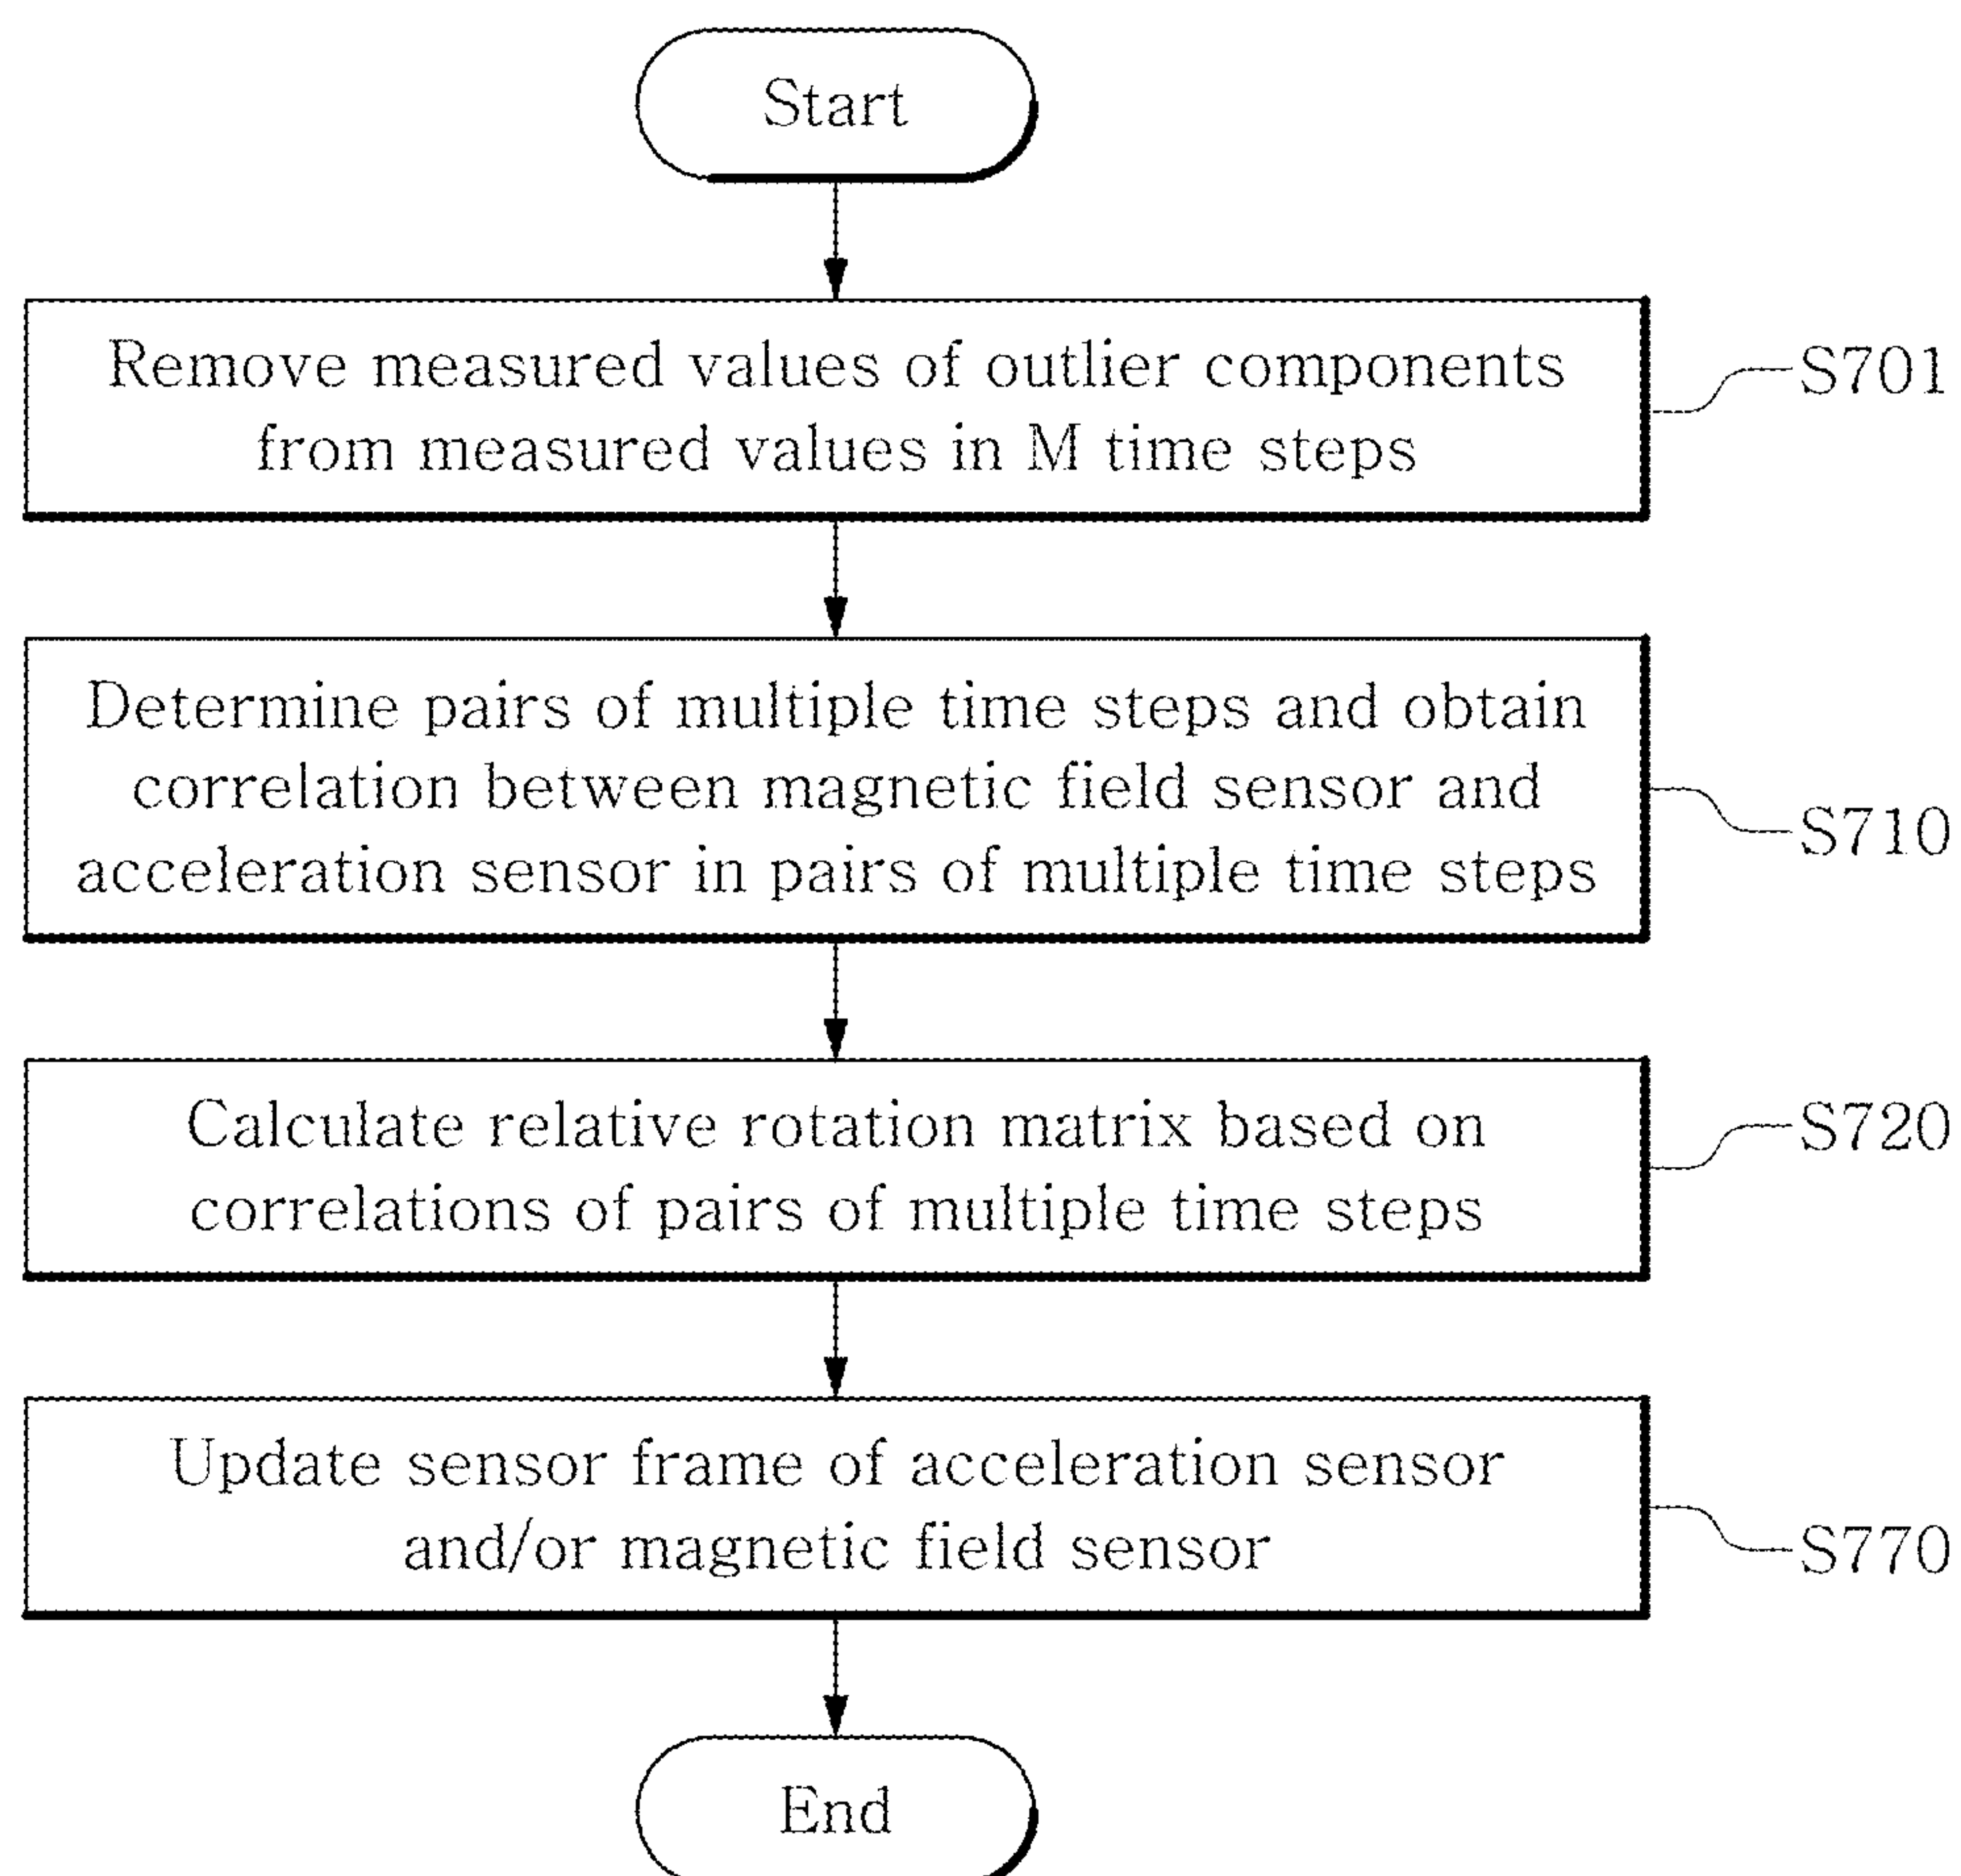 Start
Remove measured values of outlier components
from measured values in M time steps
S701
Determine pairs of multiple time steps and obtain
correlation between magnetic field sensor and
acceleration sensor in pairs of multiple time steps
S710
Calculate relative rotation matrix based on
correlations of pairs of multiple time steps
S720
Update sensor frame of acceleration sensor
and/or magnetic field sensor
S770
End